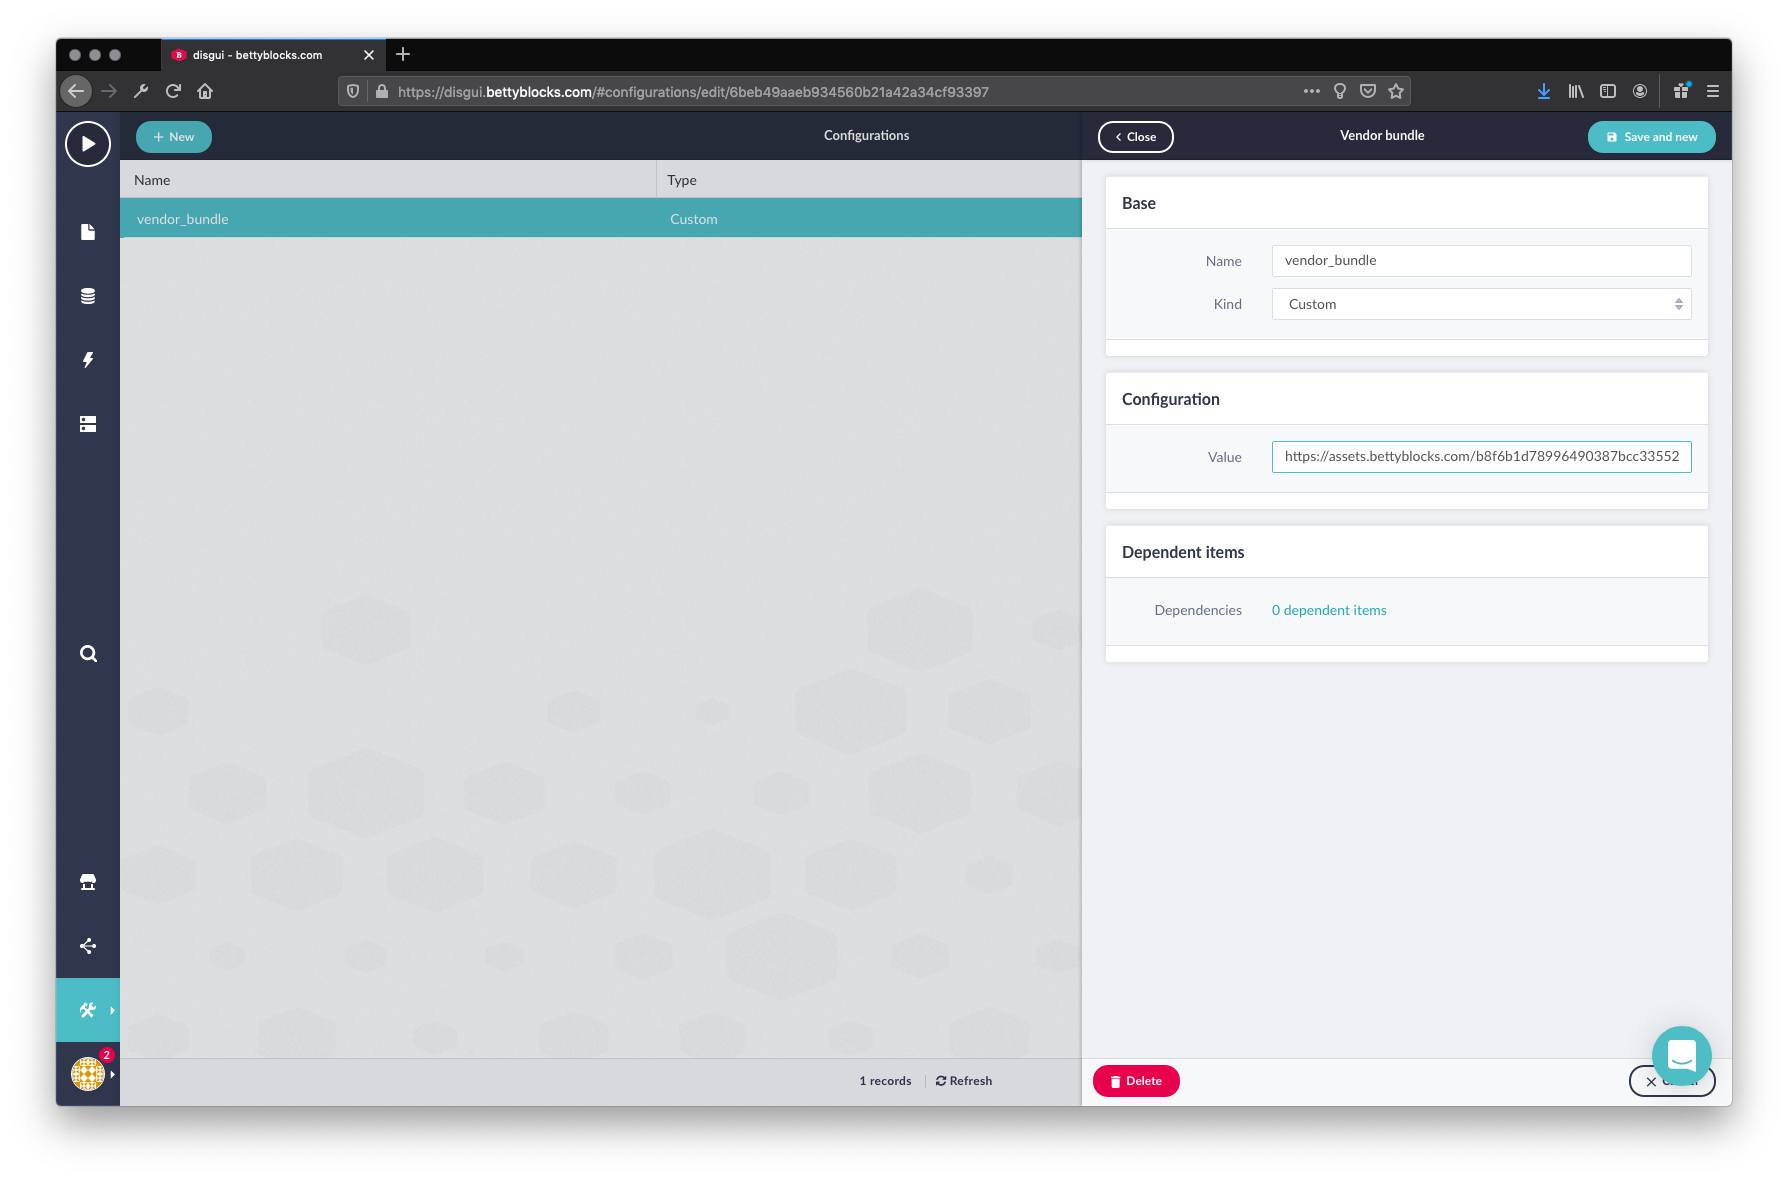 disgui - bettyblocks.com
https://disgui.bettyblocks.com/#configurations/edit/6beb49aaeb934560b21a42a34cf93397
+ New
Configurations
Close
Vendor bundle
Save and new
Name
Type
vendor_bundle
Custom
Base
Name
vendor_bundle
Kind
Custom
Configuration
Value
https://assets.bettyblocks.com/b8f6b1d78996490387bcc33552
Dependent items
Dependencies
0 dependent items
2
1 records
Refresh
Delete